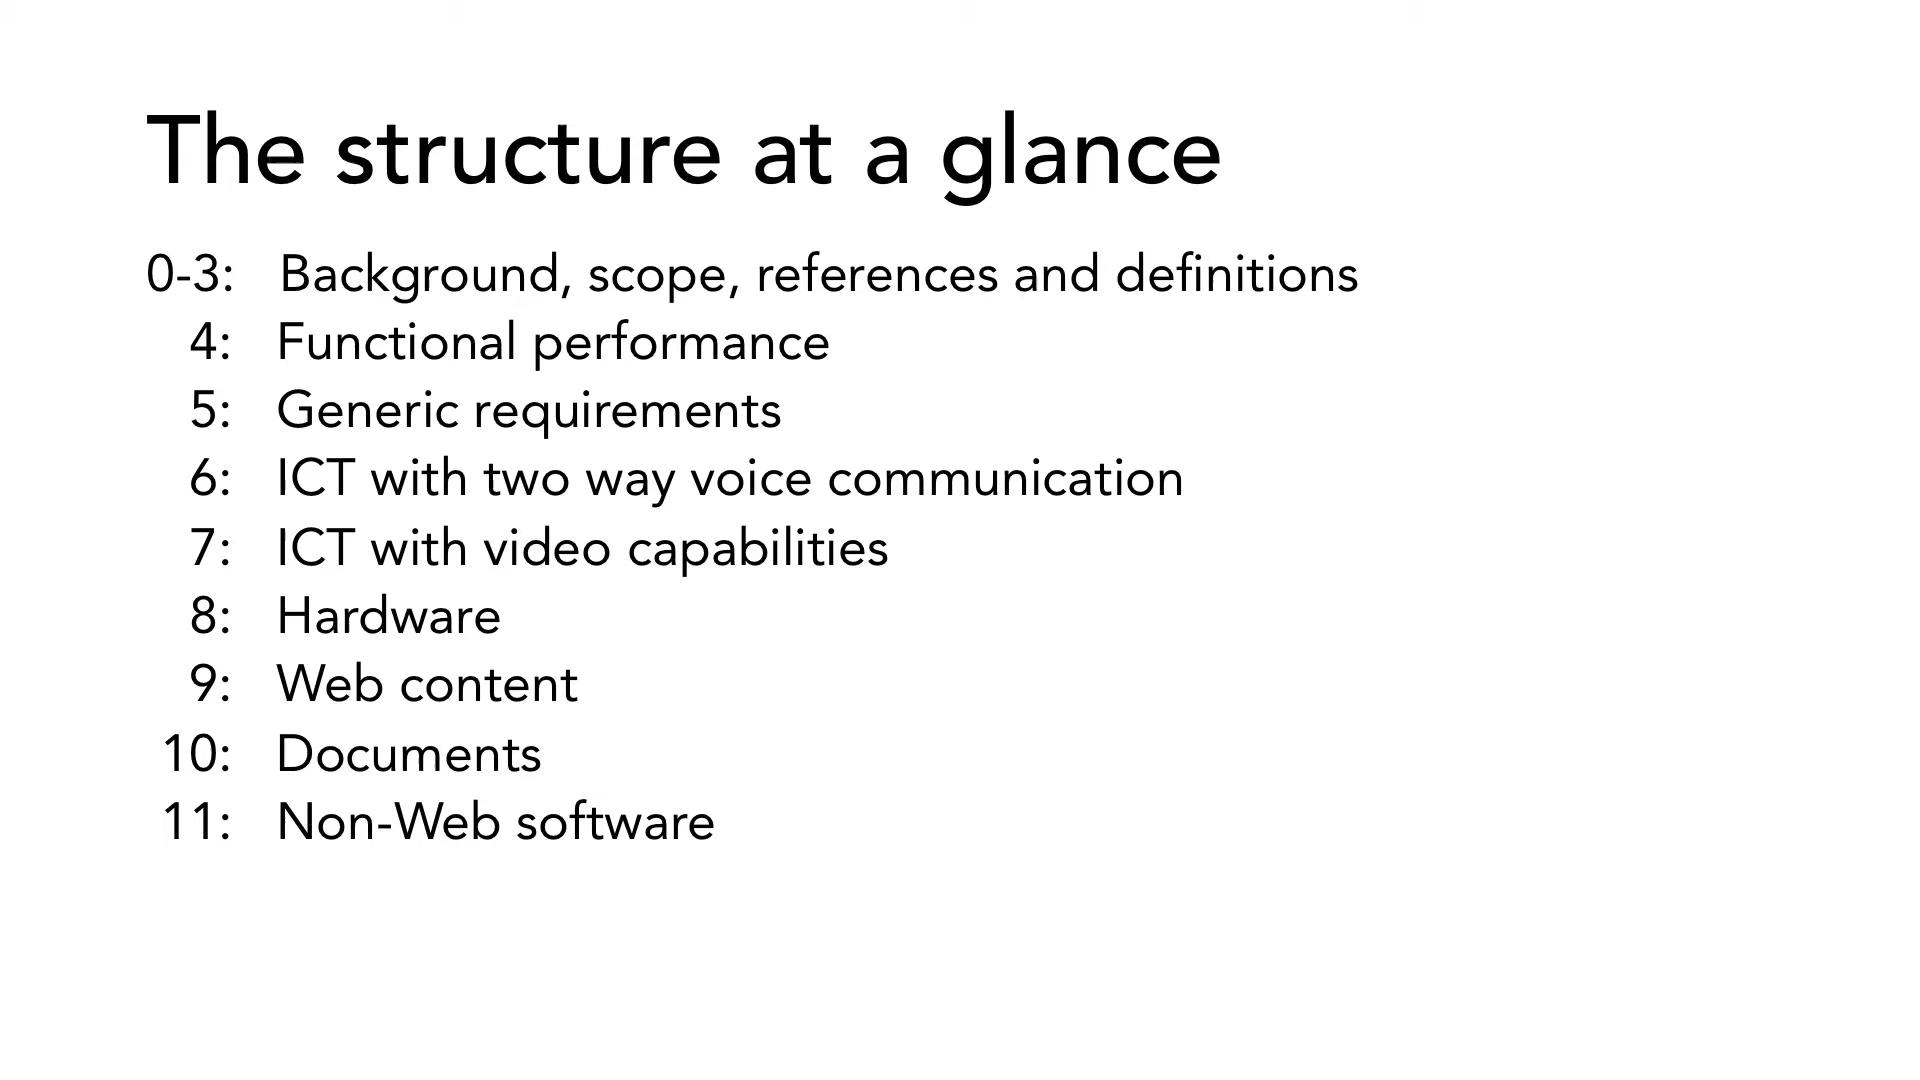 The structure at a glance
0-3: Background, scope, references and definitions
4: Functional performance
5: Generic requirements
6: ICT with two way voice communication
7: ICT with video capabilities
8: Hardware
9: Web content
10: Documents
11: Non-Web software